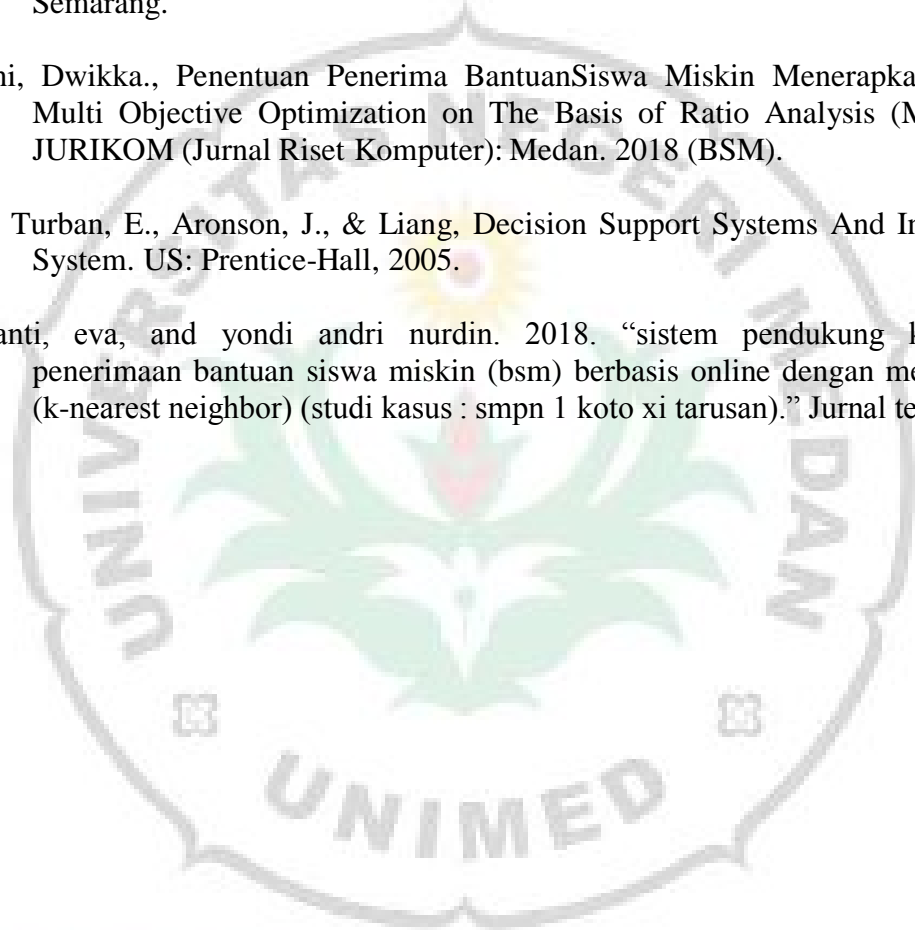 Semarang.
ni, Dwikka., Penentuan Penerima BantuanSiswa Miskin Menerapka
Multi Objective Optimization on The Basis of Ratio Analysis (M
JURIKOM (Jurnal Riset Komputer): Medan. 2018 (BSM).
Turban, E., Aronson, J., & Liang, Decision Support Systems And In
System. US: Prentice-Hall, 2005.
anti, eva, and yondi andri nurdin. 2018. “sistem pendukung k
penerimaan bantuan siswa miskin (bsm) berbasis online dengan me
(k-nearest neighbor) (studi kasus : smpn 1 koto xi tarusan).” Jurnal te
UNIVERSITAS NEGERI MEDAN
UNIMED